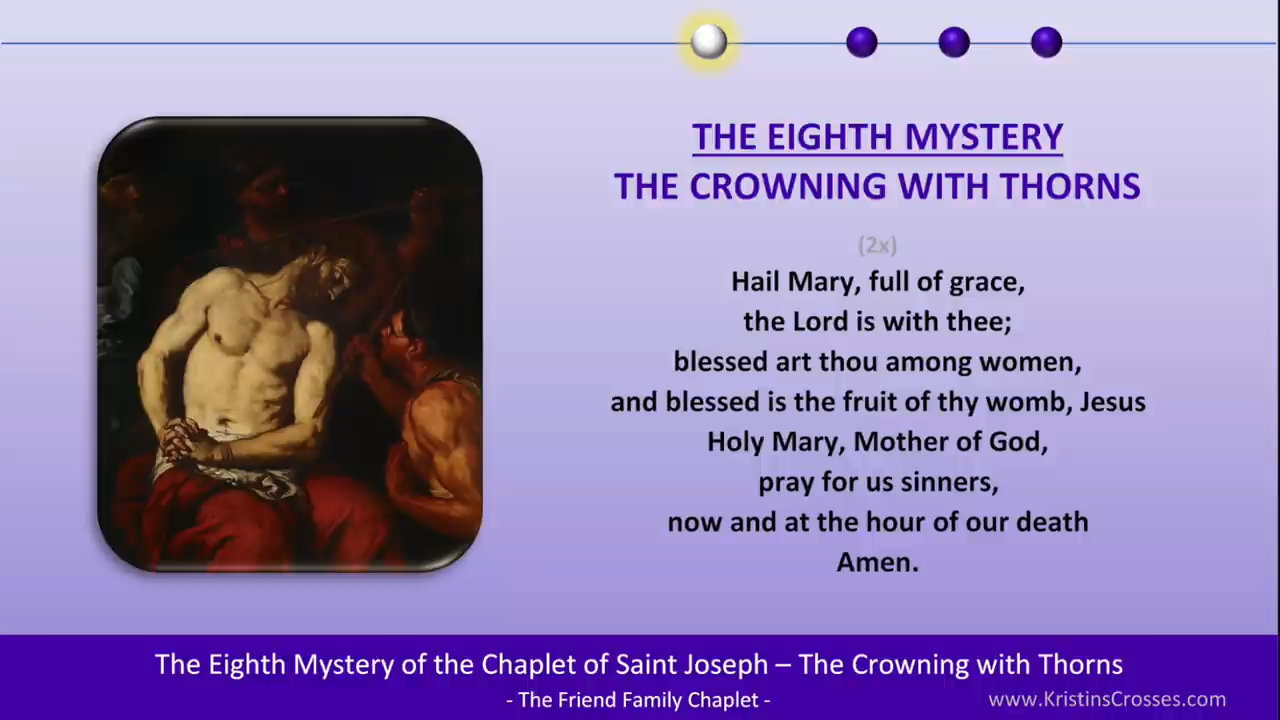 THE EIGHTH MYSTERY
THE CROWNING WITH THORNS
(2x)
Hail Mary, full of grace,
the Lord is with thee;
blessed art thou among women,
and blessed is the fruit of thy womb, Jesus
Holy Mary, Mother of God,
pray for us sinners,
now and at the hour of our death
Amen.
The Eighth Mystery of the Chaplet of Saint Joseph – The Crowning with Thorns
- The Friend Family Chaplet -
www.KristinsCrosses.com